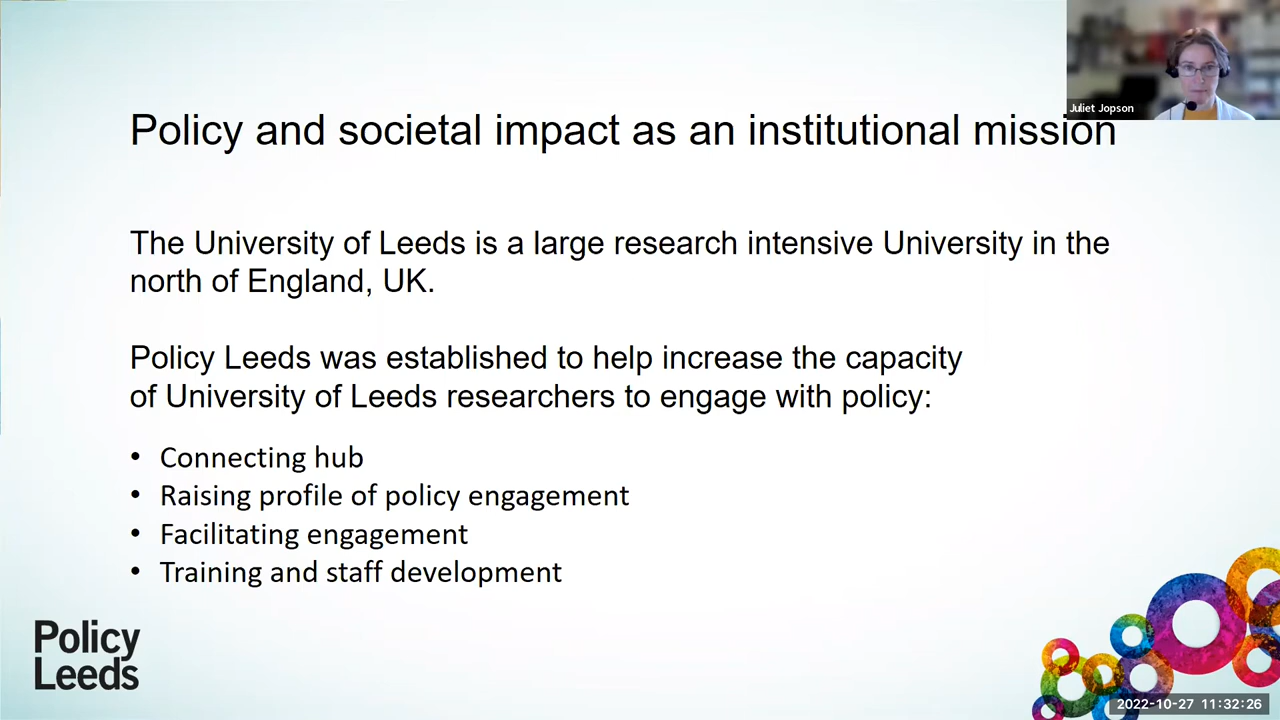 Juliet Jopson
Policy and societal impact as an institutional mission
The University of Leeds is a large research intensive University in the
north of England, UK.
Policy Leeds was established to help increase the capacity
of University of Leeds researchers to engage with policy:
• Connecting hub
• Raising profile of policy engagement
• Facilitating engagement
• Training and staff development
Policy
Leeds
2022-10-27 11:32:26